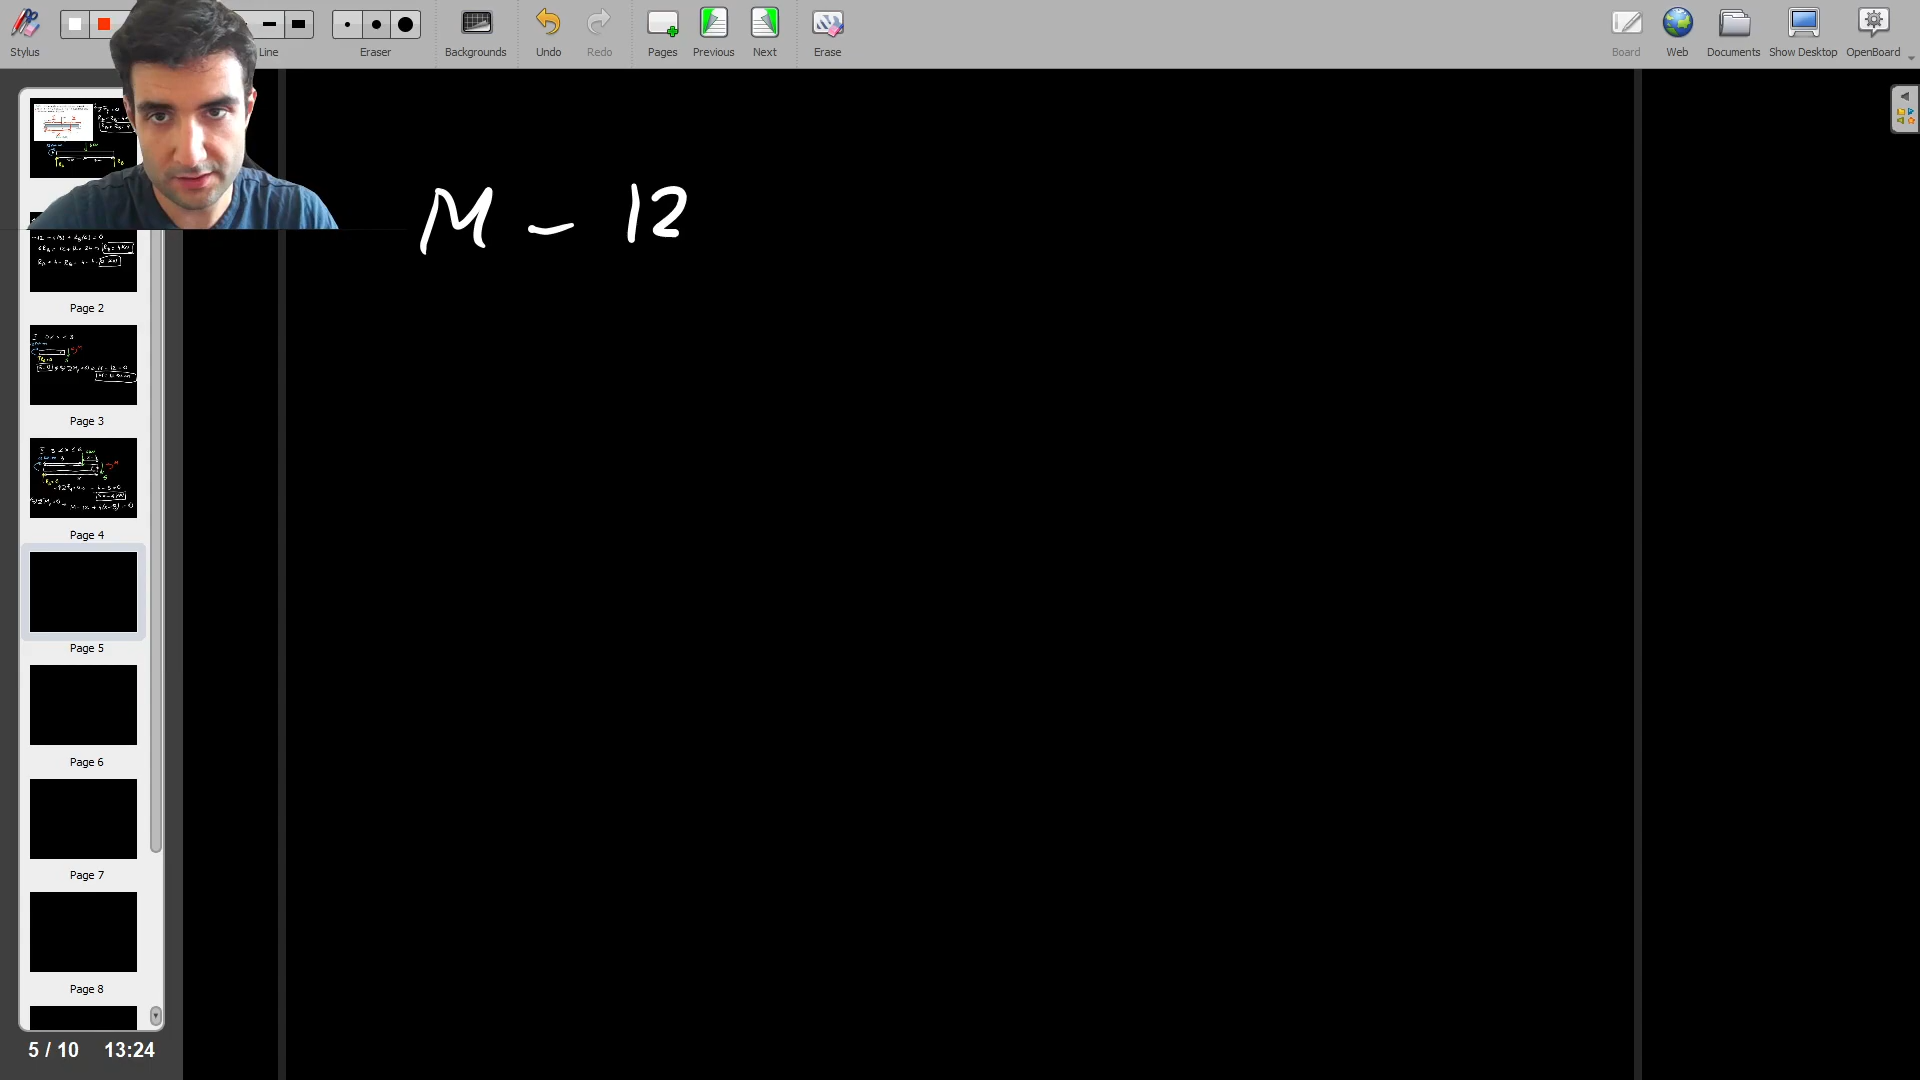 Stylus Line Eraser Backgrounds Undo Redo Pages Previous Next Erase Board Web Documents Show Desktop OpenBoard
M - 12
Page 2
Page 3
Page 4
Page 5
Page 6
Page 7
Page 8
5 / 10 13:24